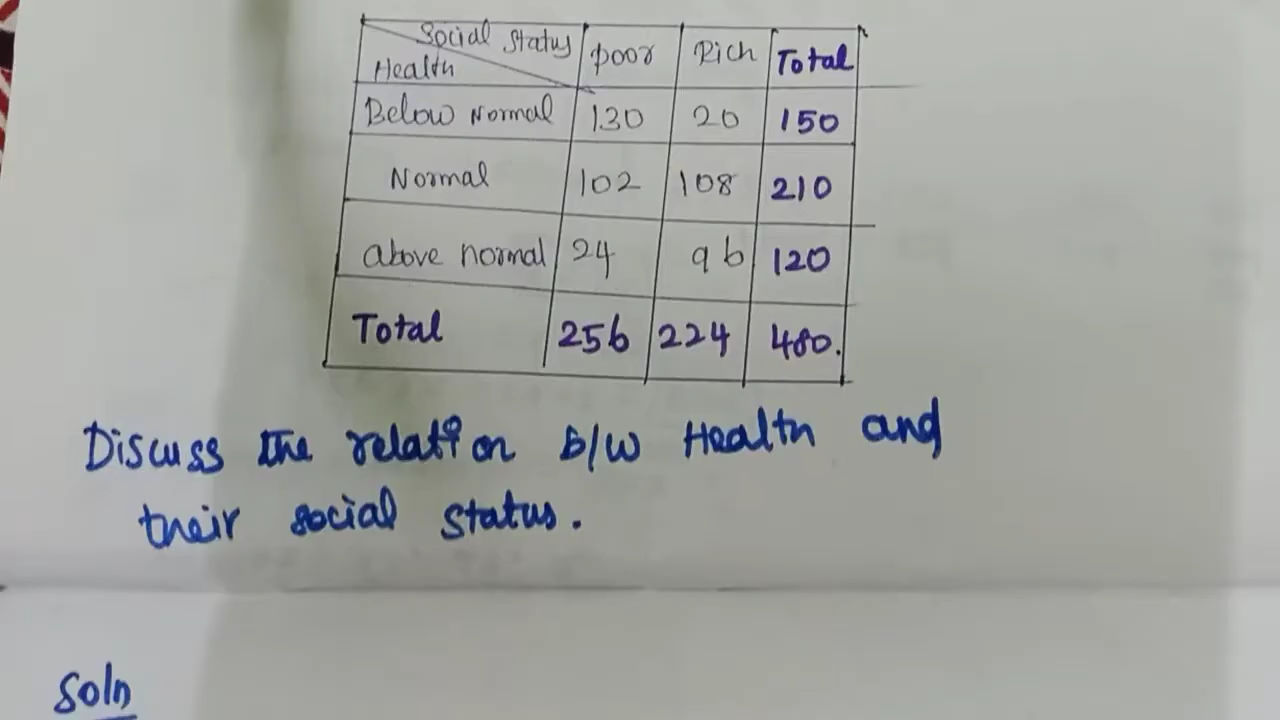 Social Status poor Rich Total
Health
Below Normal 130 20 150
Normal 102 108 210
above normal 24 96 120
Total 256 224 480.
Discuss the relation b/w Health and
their social status.
Soln